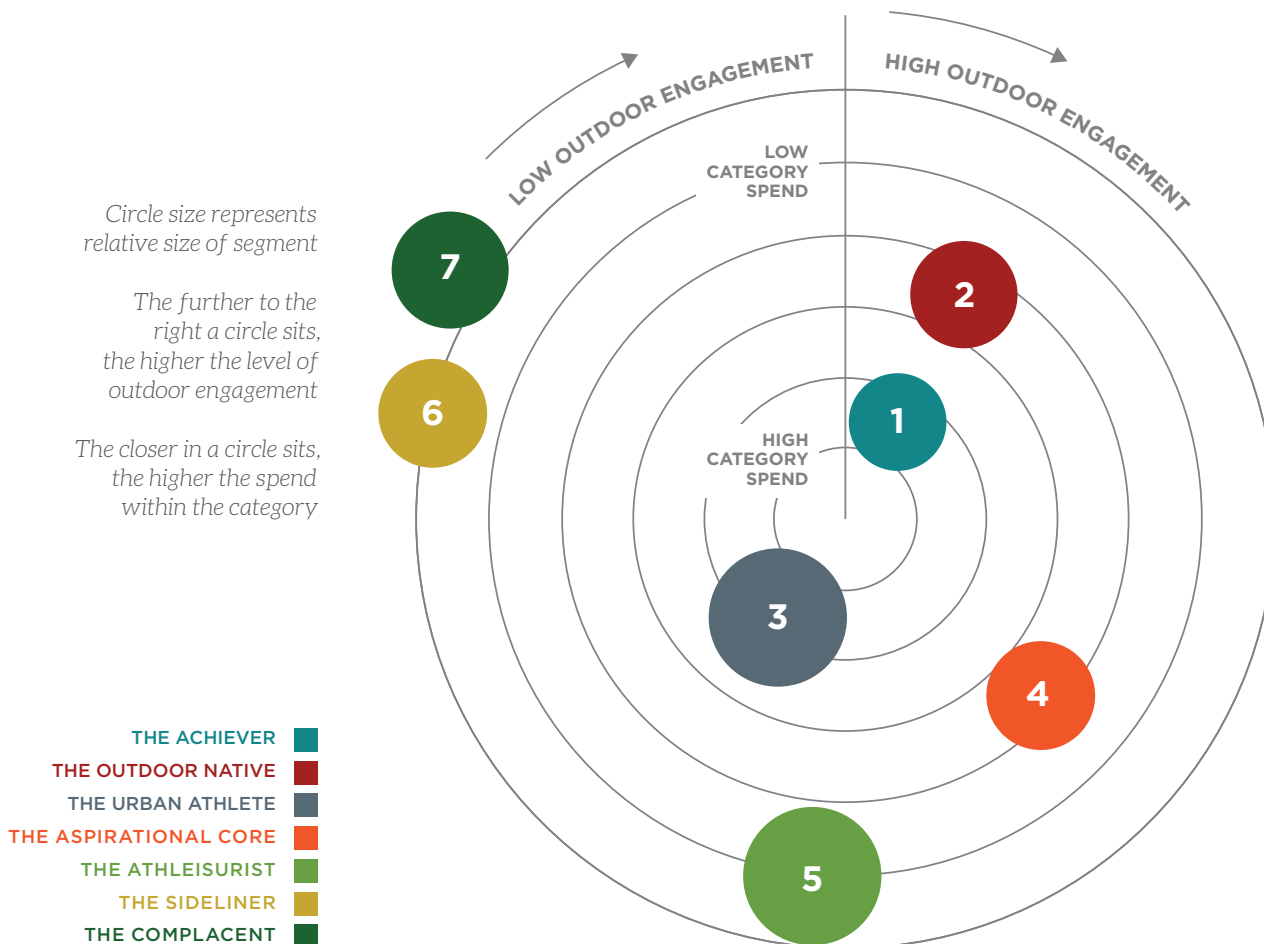 LOW OUTDOOR ENGAGEMENT
HIGH OUTDOOR ENGAGEMENT
LOW
CATEGORY
SPEND
Circle size represents
relative size of segment
The further to the
right a circle sits,
the higher the level of
outdoor engagement
The closer in a circle sits,
the higher the spend
within the category
7
2
6
1
HIGH
CATEGORY
SPEND
3
4
5
THE ACHIEVER
THE OUTDOOR NATIVE
THE URBAN ATHLETE
THE ASPIRATIONAL CORE
THE ATHLEISURIST
THE SIDELINER
THE COMPLACENT